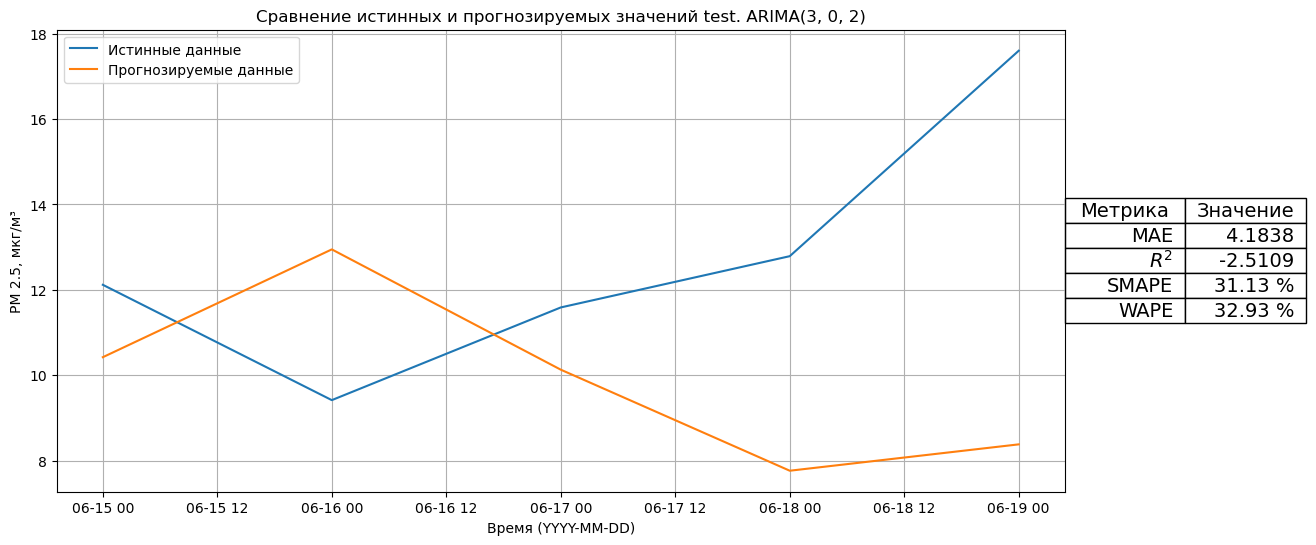 Сравнение истинных и прогнозируемых значений test. ARIMA(3, 0, 2)
Истинные данные
Прогнозируемые данные
PM 2.5, мкг/м³
18
16
14
12
10
8
06-15 00 06-15 12 06-16 00 06-16 12 06-17 00 06-17 12 06-18 00 06-18 12 06-19 00
Время (YYYY-MM-DD)
Метрика Значение
MAE 4.1838
R² -2.5109
SMAPE 31.13 %
WAPE 32.93 %